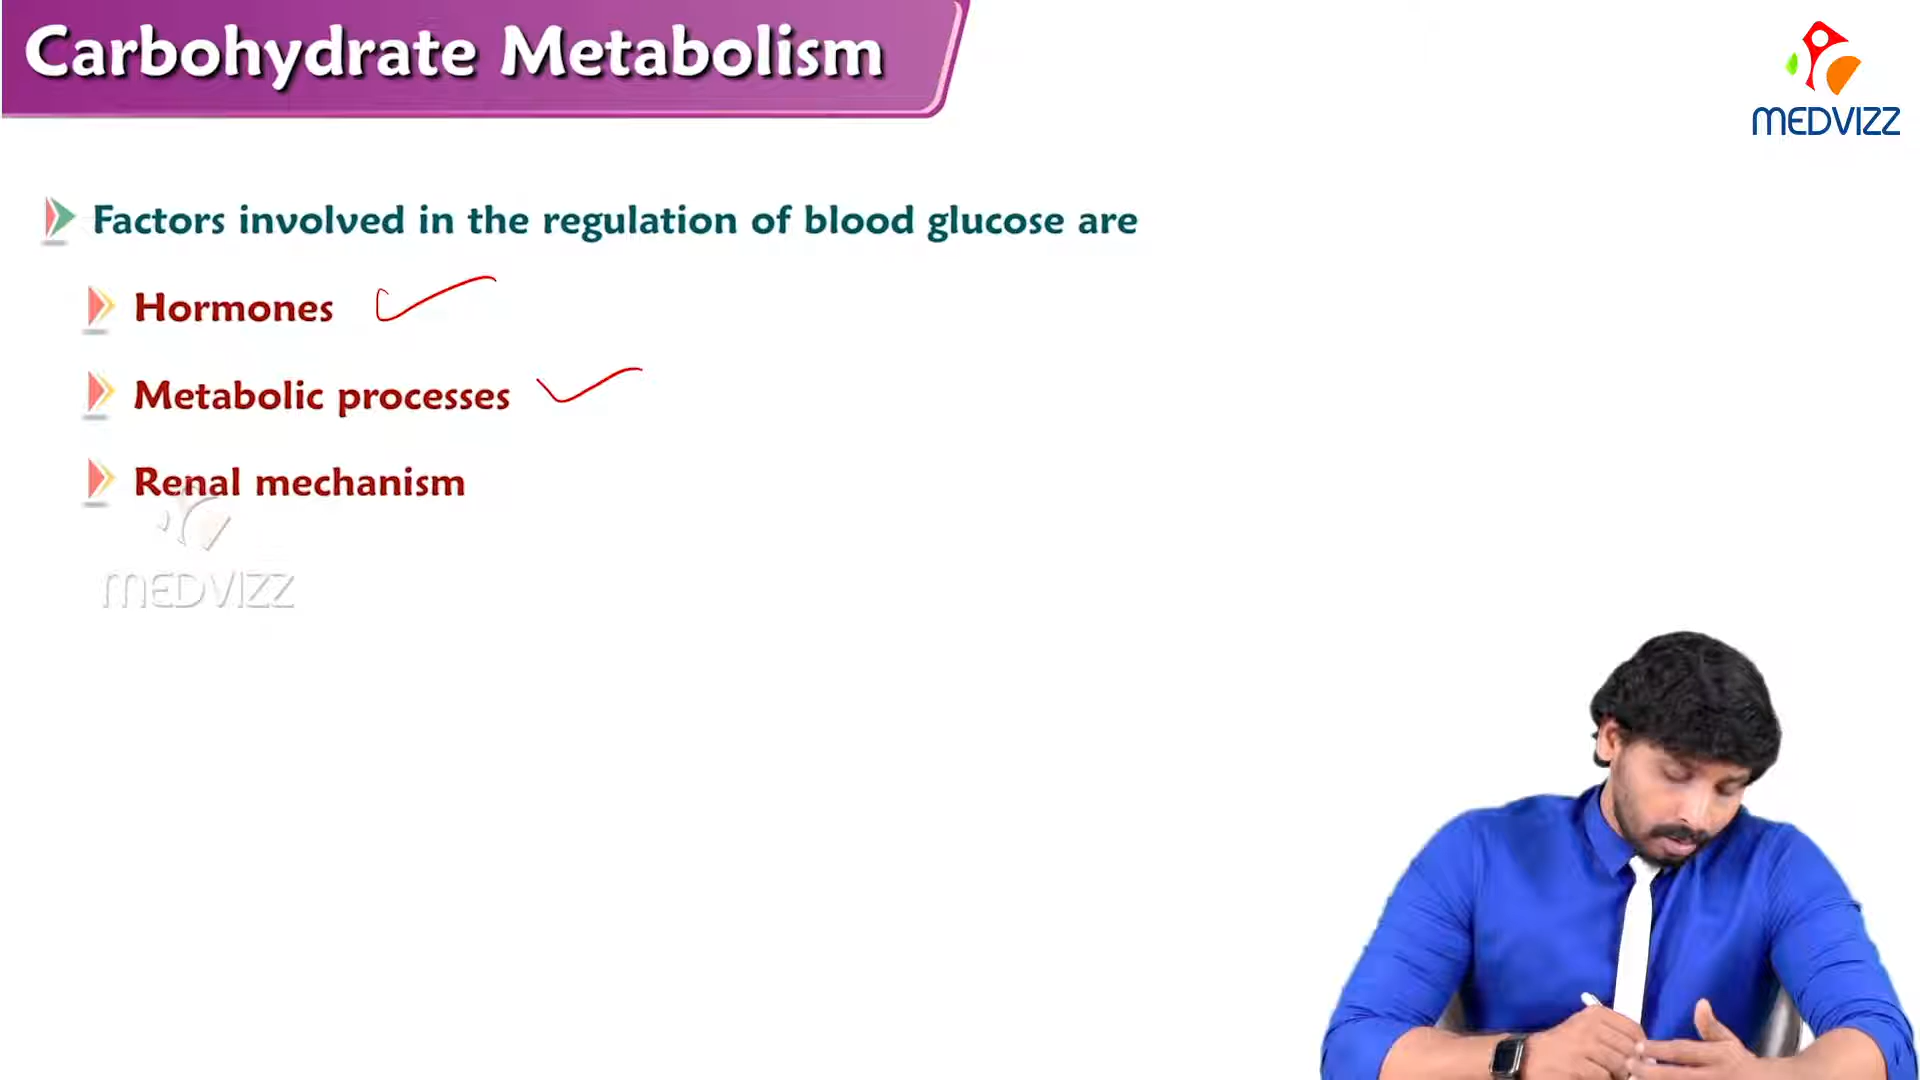 Carbohydrate Metabolism
MEDVIZZ
Factors involved in the regulation of blood glucose are
Hormones
Metabolic processes
Renal mechanism
MEDVIZZ